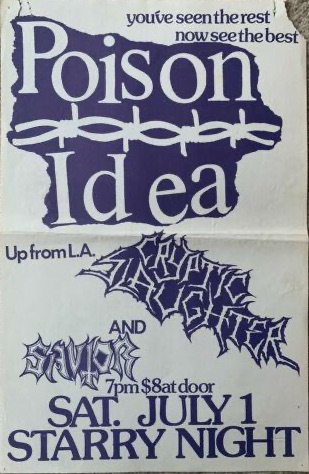 you've seen the rest
now see the best
Poison
Idea
Up from L.A.
CRYPTIC
SLAUGHTER
AND
SAVIOR
7pm $8 at door
SAT. JULY 1
STARRY NIGHT